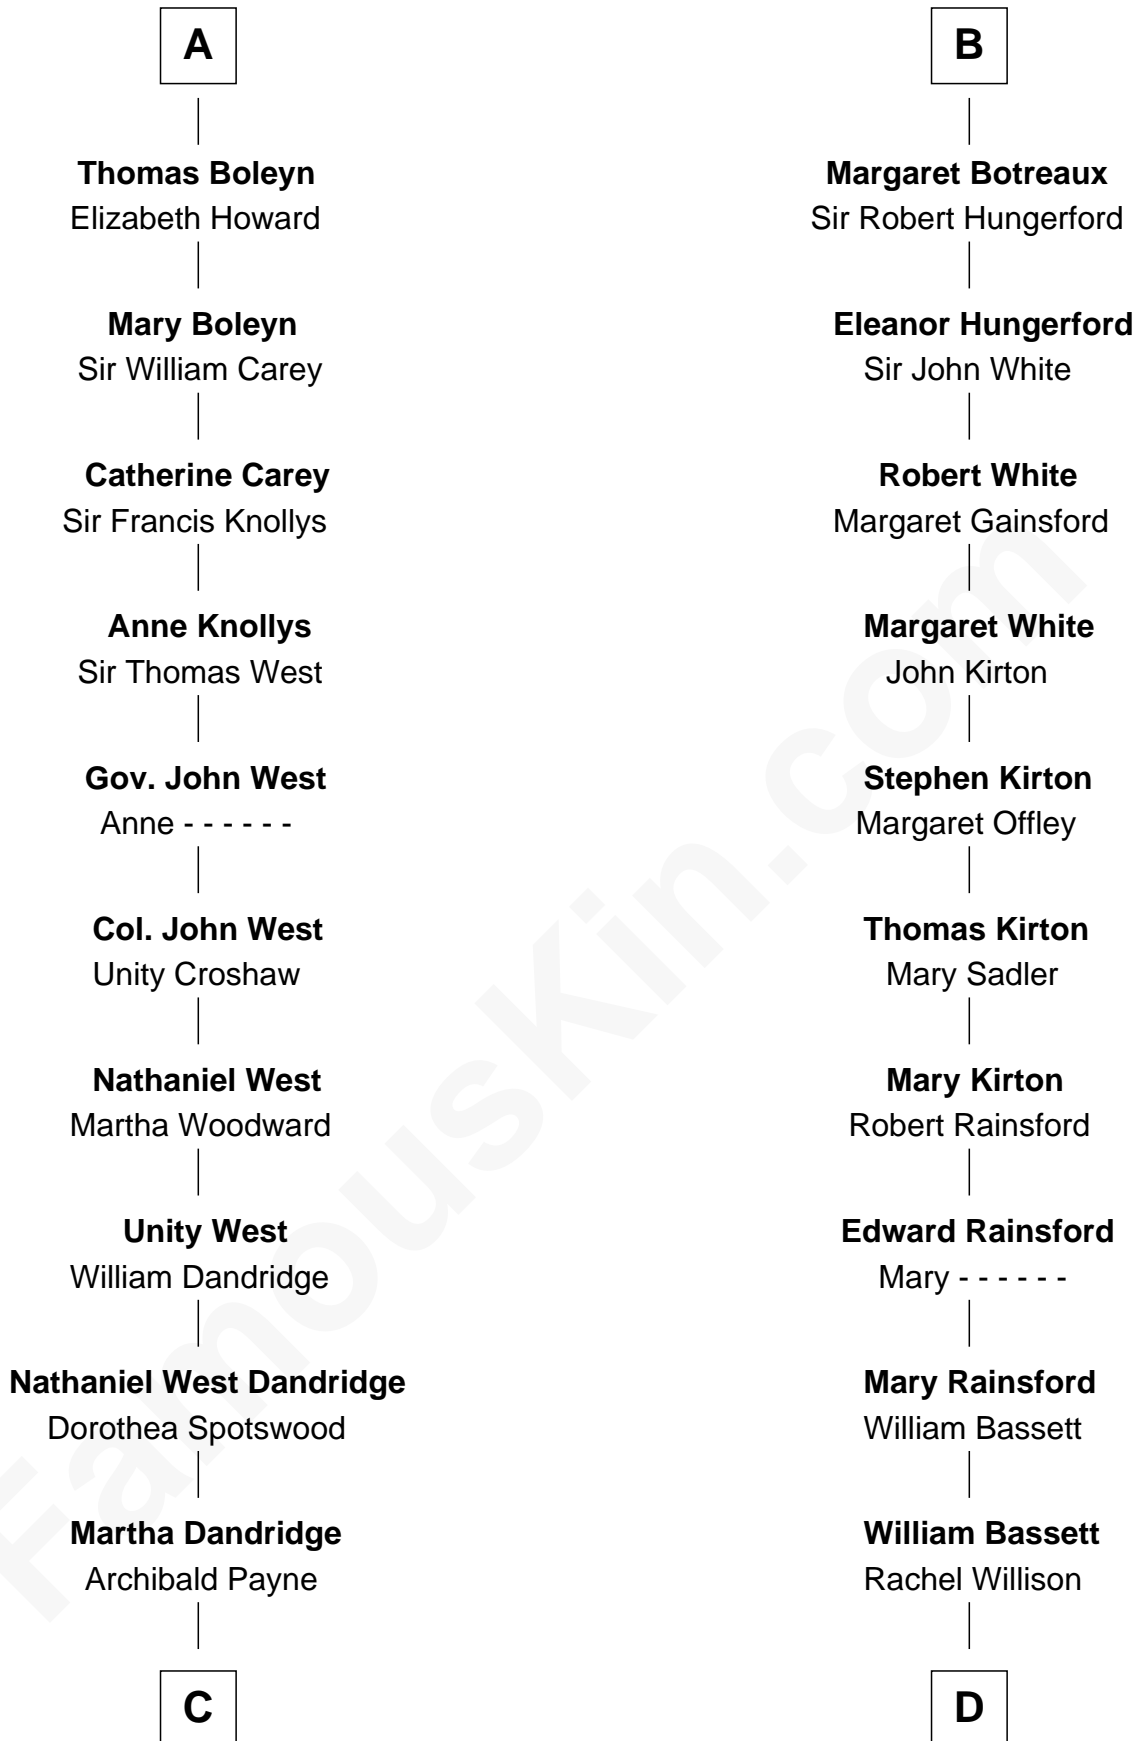 A
Thomas Boleyn
Elizabeth Howard
Mary Boleyn
Sir William Carey
Catherine Carey
Sir Francis Knollys
Anne Knollys
Sir Thomas West
Gov. John West
Anne - - - - - -
Col. John West
Unity Croshaw
Nathaniel West
Martha Woodward
Unity West
William Dandridge
Nathaniel West Dandridge
Dorothea Spotswood
Martha Dandridge
Archibald Payne
C
B
Margaret Botreaux
Sir Robert Hungerford
Eleanor Hungerford
Sir John White
Robert White
Margaret Gainsford
Margaret White
John Kirton
Stephen Kirton
Margaret Offley
Thomas Kirton
Mary Sadler
Mary Kirton
Robert Rainsford
Edward Rainsford
Mary - - - - - -
Mary Rainsford
William Bassett
William Bassett
Rachel Willison
D
FamousKin.com